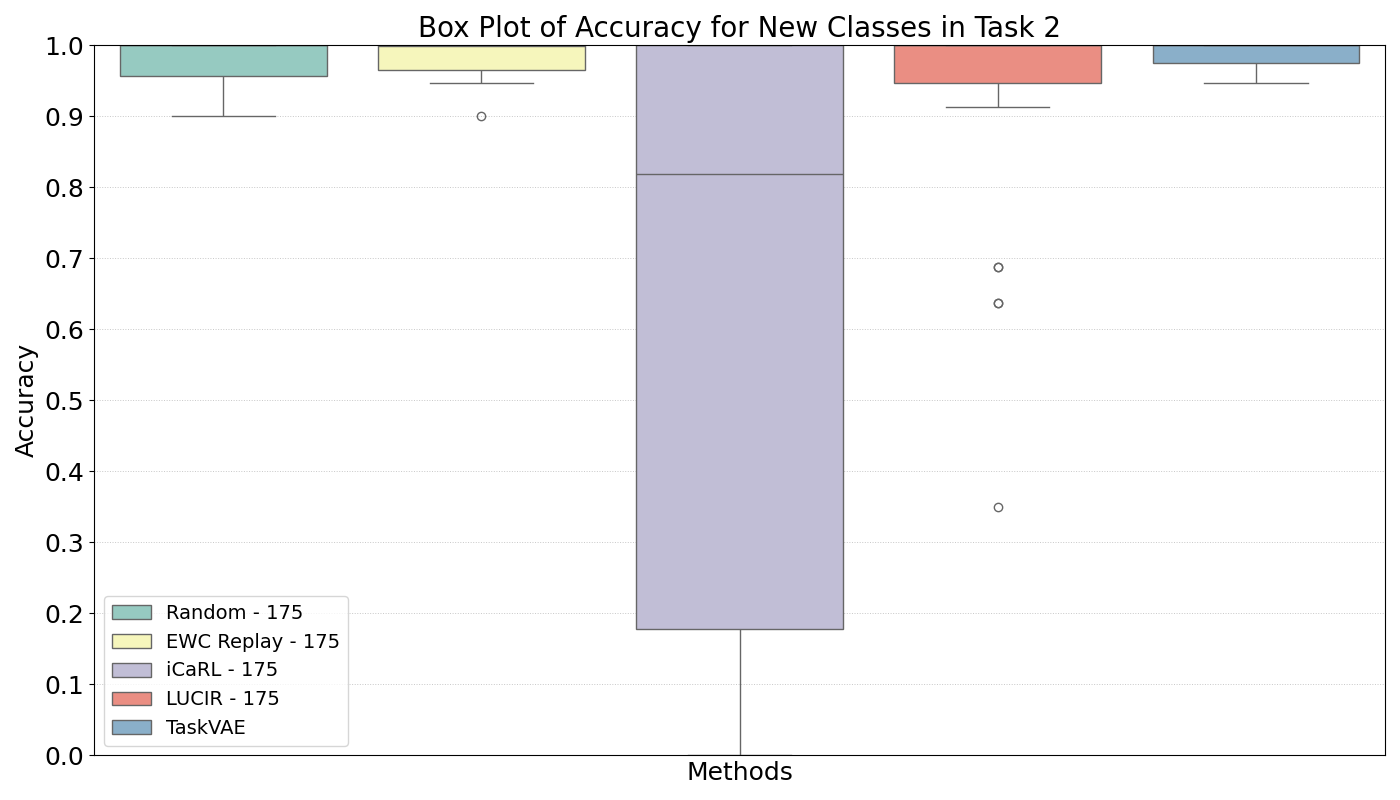 Box Plot of Accuracy for New Classes in Task 2
1.0
0.9
0.8
0.7
0.6
0.5
0.4
0.3
0.2
0.1
0.0
Accuracy
Random - 175
EWC Replay - 175
iCaRL - 175
LUCIR - 175
TaskVAE
Methods